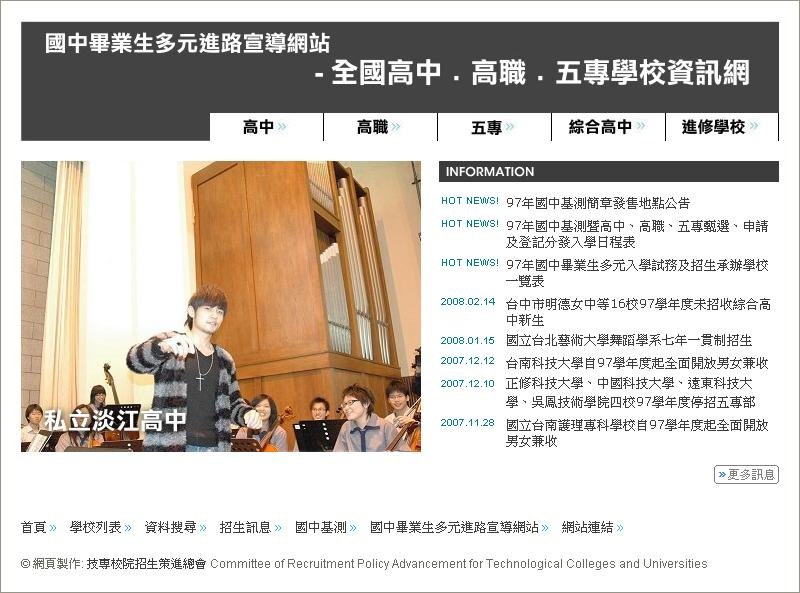 國中畢業生多元進路宣導網站
- 全國高中．高職．五專學校資訊網
高中 »
高職 »
五專 »
綜合高中 »
進修學校 »
私立淡江高中
INFORMATION
HOT NEWS! 97年國中基測簡章發售地點公告
HOT NEWS! 97年國中基測暨高中、高職、五專甄選、申請
及登記分發入學日程表
HOT NEWS! 97年國中畢業生多元入學試務及招生承辦學校
一覽表
2008.02.14 台中市明德女中等16校97學年度未招收綜合高
中新生
2008.01.15 國立台北藝術大學舞蹈學系七年一貫制招生
2007.12.12 台南科技大學自97學年度起全面開放男女兼收
2007.12.10 正修科技大學、中國科技大學、遠東科技大
學、吳鳳技術學院四校97學年度停招五專部
2007.11.28 國立台南護理專科學校自97學年度起全面開放
男女兼收
» 更多訊息
首頁 » 學校列表 » 資料搜尋 » 招生訊息 » 國中基測 » 國中畢業生多元進路宣導網站 » 網站連結 »
© 網頁製作: 技專校院招生策進總會 Committee of Recruitment Policy Advancement for Technological Colleges and Universities